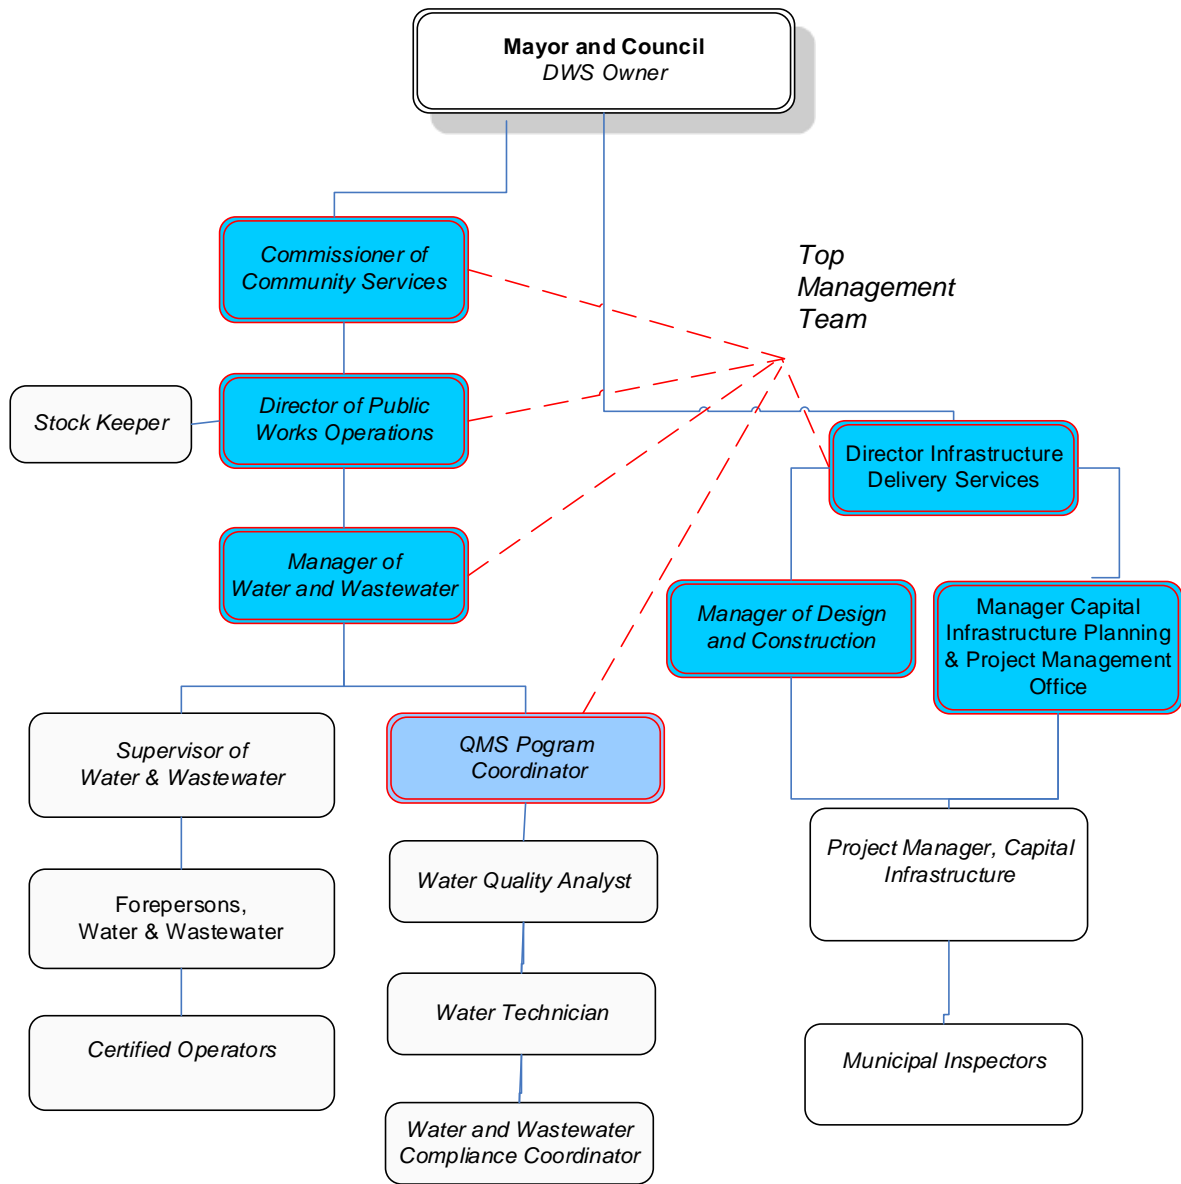 Mayor and Council
DWS Owner
Commissioner of
Community Services
Top
Management
Team
Stock Keeper
Director of Public
Works Operations
Director Infrastructure
Delivery Services
Manager of
Water and Wastewater
Manager of Design
and Construction
Manager Capital
Infrastructure Planning
& Project Management
Office
Supervisor of
Water & Wastewater
QMS Pogram
Coordinator
Project Manager, Capital
Infrastructure
Forepersons,
Water & Wastewater
Water Quality Analyst
Water Technician
Certified Operators
Municipal Inspectors
Water and Wastewater
Compliance Coordinator